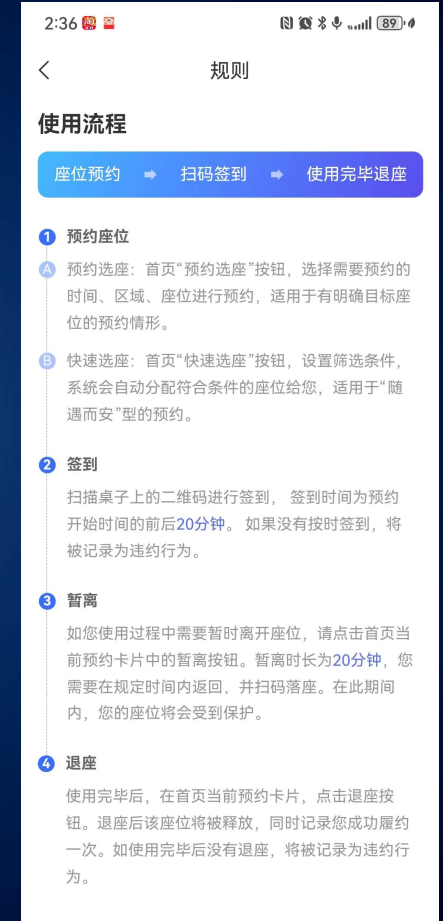 2:36
89
规则
使用流程
座位预约 ➡ 扫码签到 ➡ 使用完毕退座
1 预约座位
A 预约选座：首页“预约选座”按钮，选择需要预约的
时间、区域、座位进行预约，适用于有明确目标座
位的预约情形。
B 快速选座：首页“快速选座”按钮，设置筛选条件，
系统会自动分配符合条件的座位给您，适用于“随
遇而安”型的预约。
2 签到
扫描桌子上的二维码进行签到， 签到时间为预约
开始时间的前后20分钟。 如果没有按时签到，将
被记录为违约行为。
3 暂离
如您使用过程中需要暂时离开座位，请点击首页当
前预约卡片中的暂离按钮。暂离时长为20分钟，您
需要在规定时间内返回，并扫码落座。在此期间
内，您的座位将会受到保护。
4 退座
使用完毕后，在首页当前预约卡片，点击退座按
钮。退座后该座位将被释放，同时记录您成功履约
一次。如使用完毕后没有退座，将被记录为违约行
为。